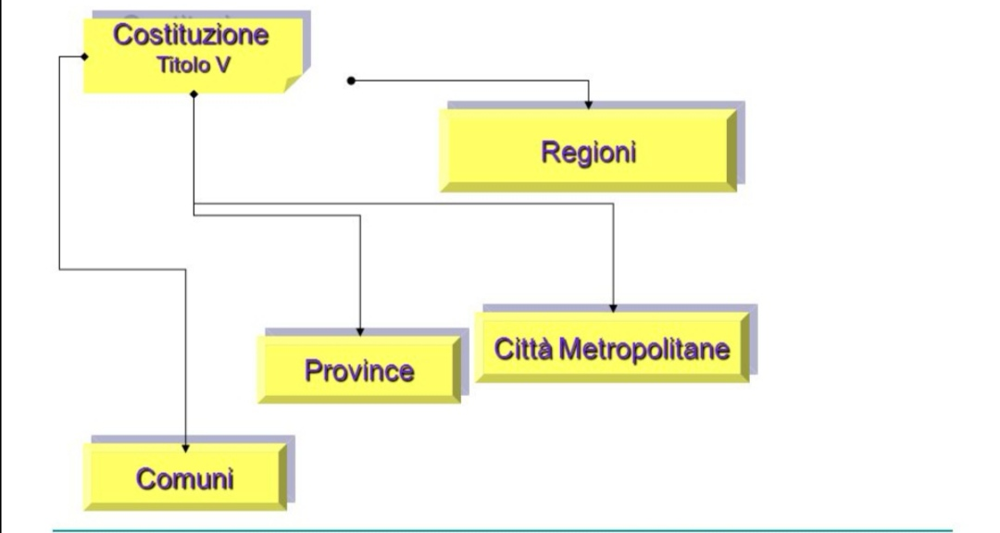 Costituzione
Titolo V
Regioni
Città Metropolitane
Province
Comuni